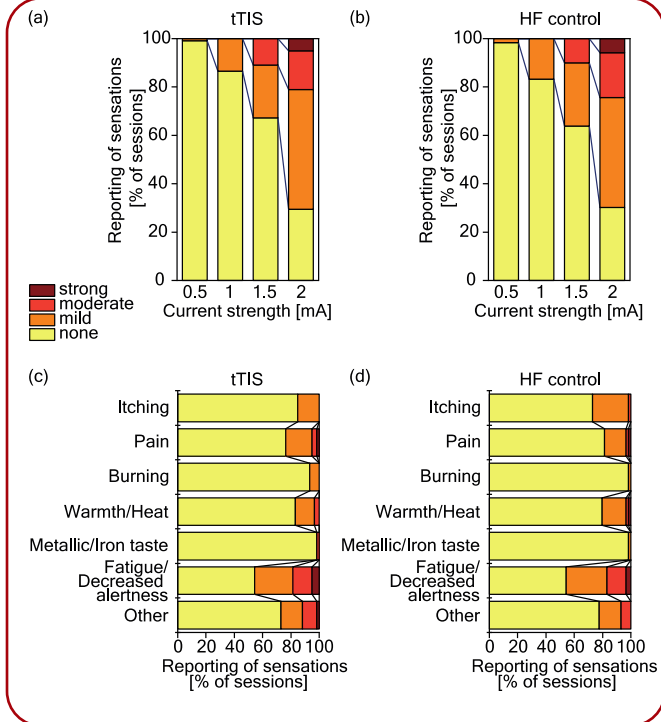 (a)
tTIS
Reporting of sensations
[% of sessions]
100
80
60
40
20
0
0.5 1 1.5 2
Current strength [mA]
(b)
HF control
Reporting of sensations
[% of sessions]
100
80
60
40
20
0
0.5 1 1.5 2
Current strength [mA]
strong
moderate
mild
none
(c)
tTIS
Itching
Pain
Burning
Warmth/Heat
Metallic/Iron taste
Fatigue/
Decreased
alertness
Other
0 20 40 60 80 100
Reporting of sensations
[% of sessions]
(d)
HF control
Itching
Pain
Burning
Warmth/Heat
Metallic/Iron taste
Fatigue/
Decreased
alertness
Other
0 20 40 60 80 100
Reporting of sensations
[% of sessions]